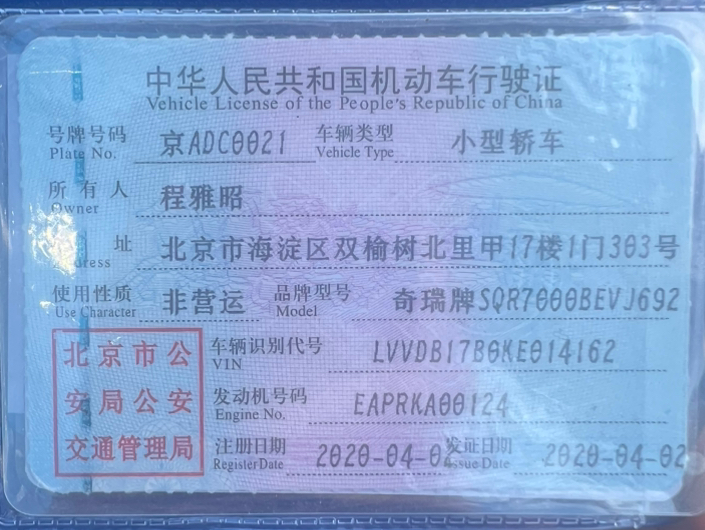 中华人民共和国机动车行驶证
Vehicle License of the People's Republic of China
号牌号码 京ADC0021 车辆类型 小型轿车
Plate No. Vehicle Type
所有人 程雅昭
Owner
址 北京市海淀区双榆树北里甲17楼1门303号
dress
使用性质 非营运 品牌型号 奇瑞牌SQR7000BEVJ692
Use Character Model
北京市公 车辆识别代号 LVVDB17B0KE014162
VIN
安局公安 发动机号码 EAPRKA00124
Engine No.
交通管理局 注册日期 2020-04-02 发证日期 2020-04-02
Register Date Issue Date